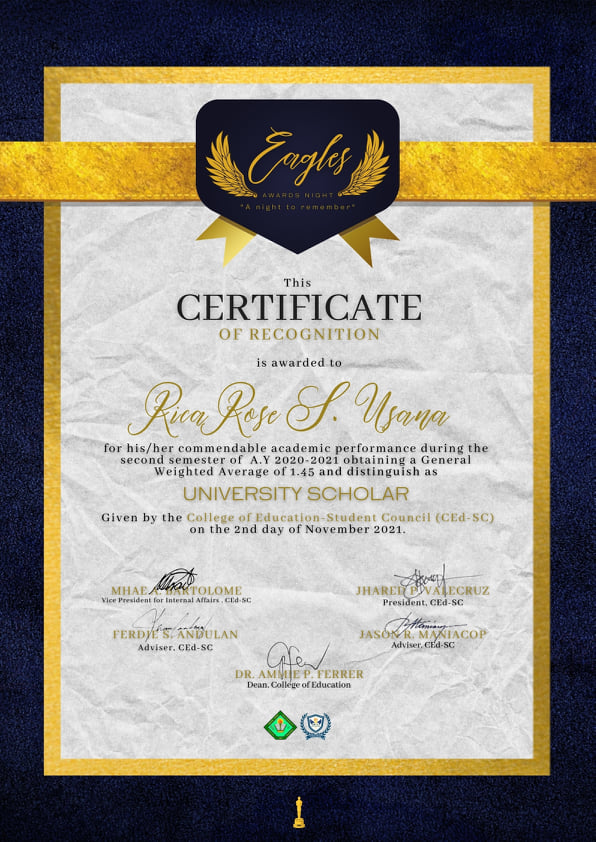 Eagles
AWARDS NIGHT
"A night to remember"
This
CERTIFICATE
OF RECOGNITION
is awarded to
Rica Rose S. Usana
for his/her commendable academic performance during the
second semester of A.Y 2020-2021 obtaining a General
Weighted Average of 1.45 and distinguish as
UNIVERSITY SCHOLAR
Given by the College of Education-Student Council (CEd-SC)
on the 2nd day of November 2021.
MHAE A. BARTOLOME
Vice President for Internal Affairs , CEd-SC
JHARED P. VALECRUZ
President, CEd-SC
FERDIE S. ANDULAN
Adviser, CEd-SC
JASON R. MANIACOP
Adviser, CEd-SC
DR. AMMIE P. FERRER
Dean, College of Education